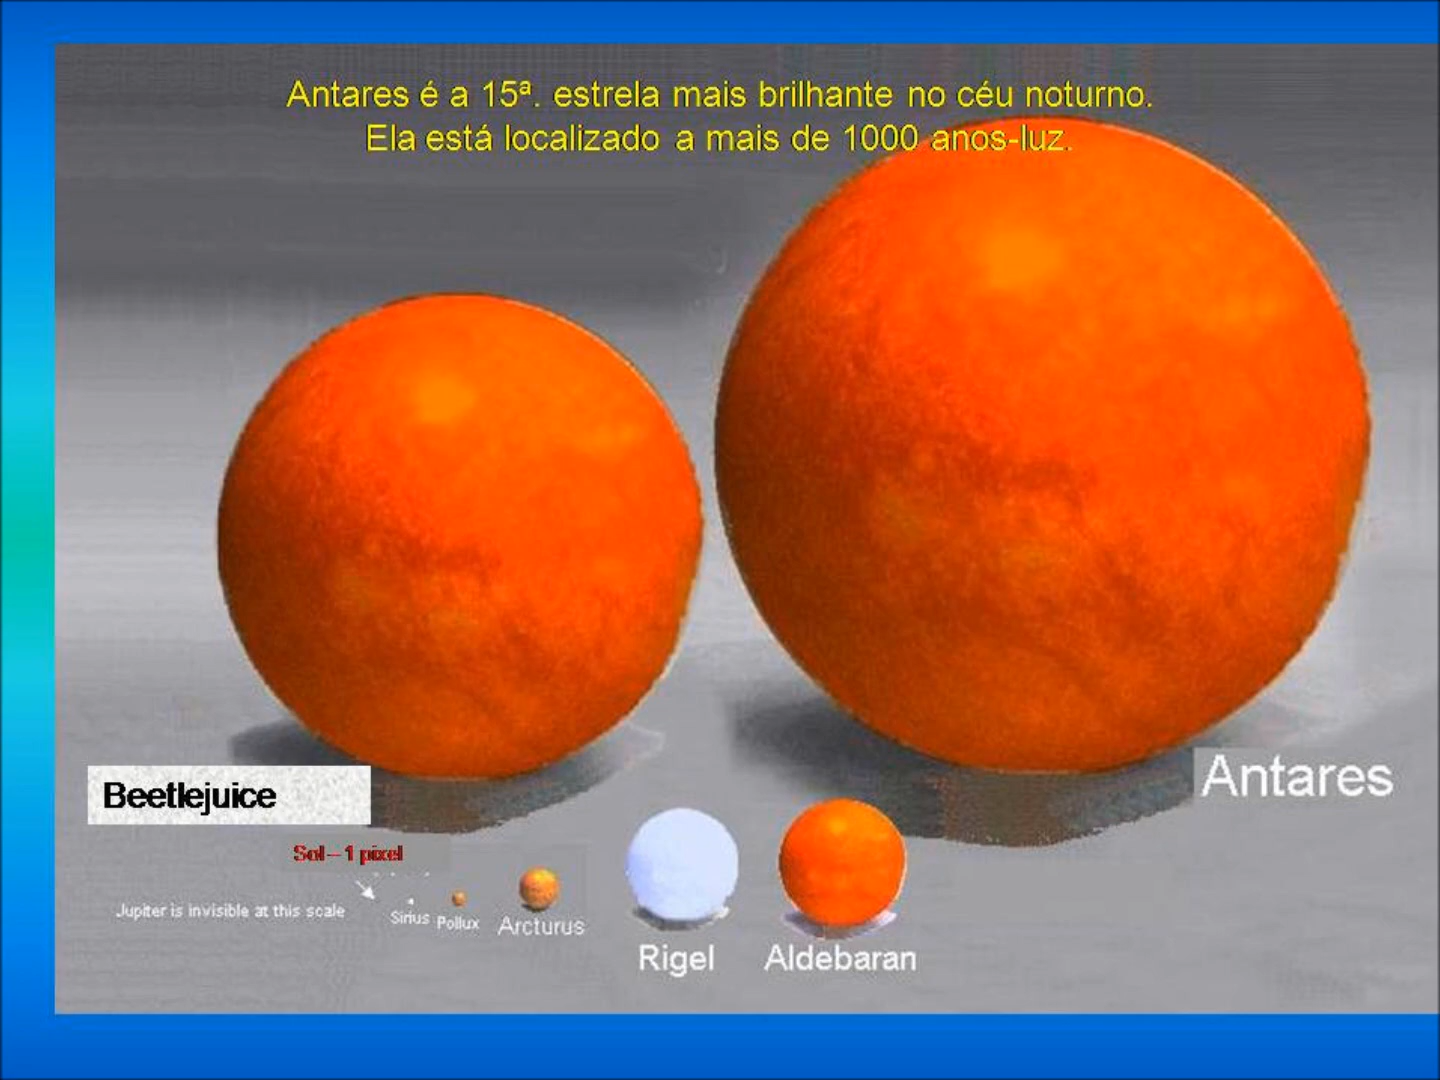 Antares é a 15ª. estrela mais brilhante no céu noturno.
Ela está localizado a mais de 1000 anos-luz.
Antares
Beetlejuice
Sol – 1 pixel
Jupiter is invisible at this scale
Sirius
Pollux
Arcturus
Rigel
Aldebaran